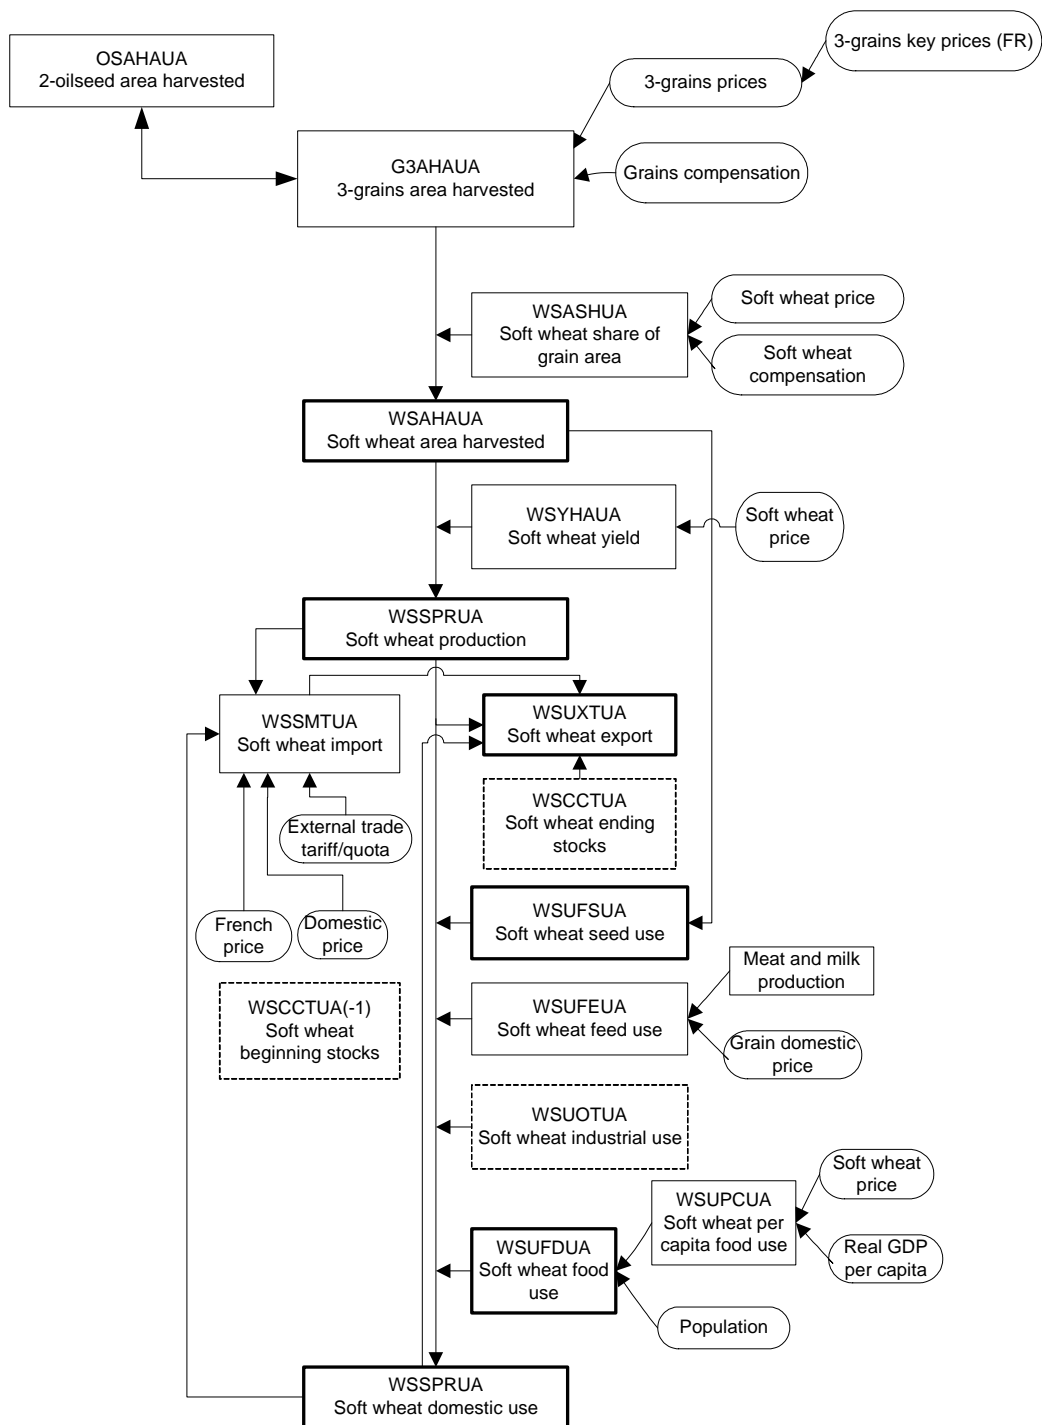 3-grains key prices (FR)
OSAHAUA
2-oilseed area harvested
3-grains prices
G3AHAUA
3-grains area harvested
Grains compensation
WSASHUA
Soft wheat share of
grain area
Soft wheat price
Soft wheat
compensation
WSAHAUA
Soft wheat area harvested
WSYHAUA
Soft wheat yield
Soft wheat
price
WSSPRUA
Soft wheat production
WSSMTUA
Soft wheat import
WSUXTUA
Soft wheat export
WSCCTUA
Soft wheat ending
stocks
External trade
tariff/quota
French
price
Domestic
price
WSUFSUA
Soft wheat seed use
WSCCTUA(-1)
Soft wheat
beginning stocks
WSUFEUA
Soft wheat feed use
Meat and milk
production
Grain domestic
price
WSUOTUA
Soft wheat industrial use
WSUPCUA
Soft wheat per
capita food use
Soft wheat
price
Real GDP
per capita
WSUFDUA
Soft wheat food
use
Population
WSSPRUA
Soft wheat domestic use